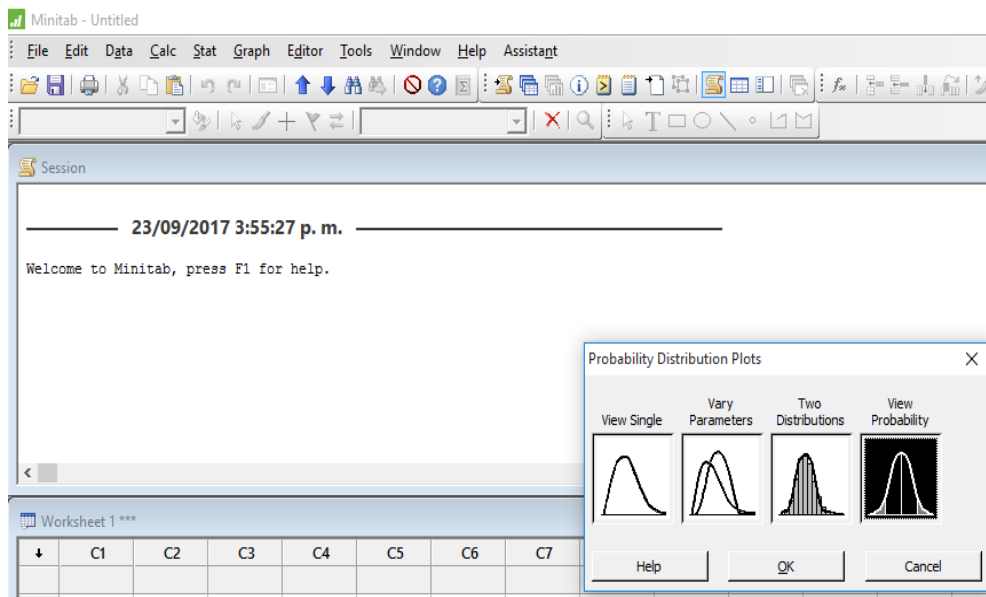 Minitab - Untitled
File Edit Data Calc Stat Graph Editor Tools Window Help Assistant
Session
23/09/2017 3:55:27 p. m.
Welcome to Minitab, press F1 for help.
Probability Distribution Plots
View Single
Vary Parameters
Two Distributions
View Probability
Help OK Cancel
Worksheet 1 ***
C1 C2 C3 C4 C5 C6 C7